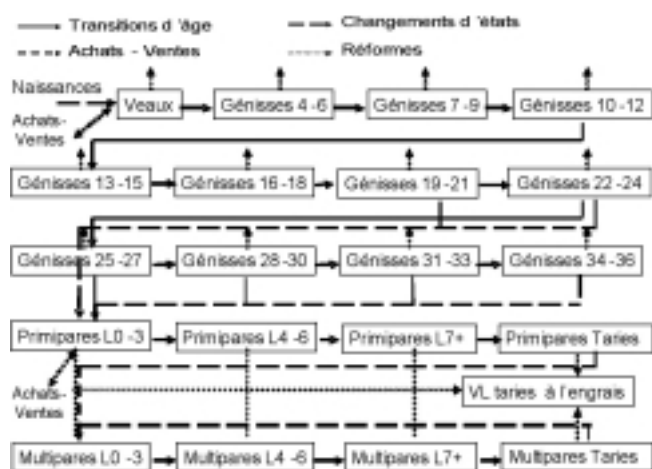 Transitions d'âge
Changements d'états
Achats - Ventes
Réformes
Naissances
Veaux
Génisses 4 -6
Génisses 7 -9
Génisses 10 -12
Achats-
Ventes
Génisses 13 -15
Génisses 16 -18
Génisses 19 -21
Génisses 22 -24
Génisses 25 -27
Génisses 28 -30
Génisses 31 -33
Génisses 34 -36
Primipares L0 -3
Primipares L4 -6
Primipares L7+
Primipares Taries
Achats-
Ventes
VL taries à l'engrais
Multipares L0 -3
Multipares L4 -6
Multipares L7+
Multipares Taries